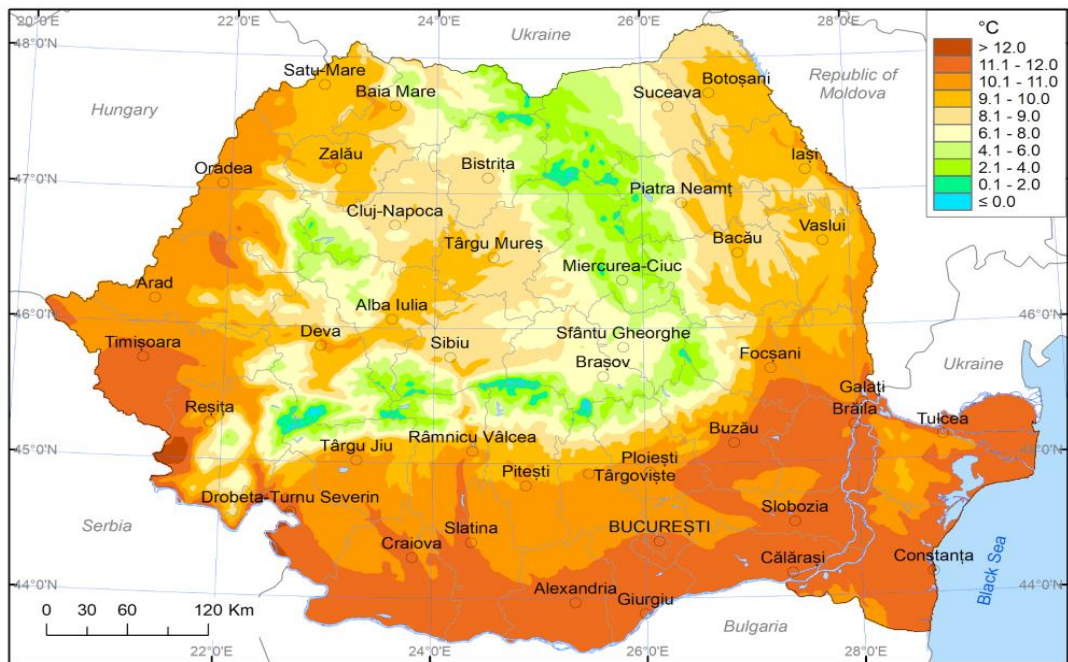 20°0'E
22°0'E
24°0'E
26°0'E
28°0'E
°C
> 12.0
11.1 - 12.0
10.1 - 11.0
9.1 - 10.0
8.1 - 9.0
6.1 - 8.0
4.1 - 6.0
2.1 - 4.0
0.1 - 2.0
≤ 0.0
48°0'N
48°0'N
Ukraine
Republic of
Moldova
Hungary
Satu-Mare
Baia Mare
Suceava
Botoșani
Zalău
Oradea
Bistrița
Iași
47°0'N
Piatra Neamț
Cluj-Napoca
Târgu Mureș
Bacău
Vaslui
Miercurea-Ciuc
Arad
Alba Iulia
46°0'N
46°0'N
Timișoara
Deva
Sibiu
Sfântu Gheorghe
Brașov
Focșani
Ukraine
Galați
Reșița
Brăila
Tulcea
Râmnicu Vâlcea
Buzău
45°0'N
45°0'N
Târgu Jiu
Pitești
Ploiești
Târgoviște
Drobeta-Turnu Severin
Serbia
Slatina
BUCUREȘTI
Slobozia
Craiova
Călărași
Constanța
44°0'N
44°0'N
Alexandria
Giurgiu
Black Sea
0 30 60 120 Km
Bulgaria
22°0'E
24°0'E
26°0'E
28°0'E